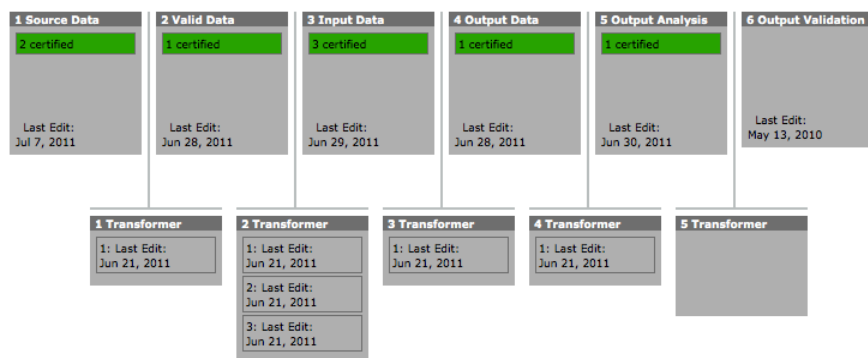 1 Source Data
2 certified
Last Edit:
Jul 7, 2011
2 Valid Data
1 certified
Last Edit:
Jun 28, 2011
3 Input Data
3 certified
Last Edit:
Jun 29, 2011
4 Output Data
1 certified
Last Edit:
Jun 28, 2011
5 Output Analysis
1 certified
Last Edit:
Jun 30, 2011
6 Output Validation
Last Edit:
May 13, 2010
1 Transformer
1: Last Edit:
Jun 21, 2011
2 Transformer
1: Last Edit:
Jun 21, 2011
2: Last Edit:
Jun 21, 2011
3: Last Edit:
Jun 21, 2011
3 Transformer
1: Last Edit:
Jun 21, 2011
4 Transformer
1: Last Edit:
Jun 21, 2011
5 Transformer